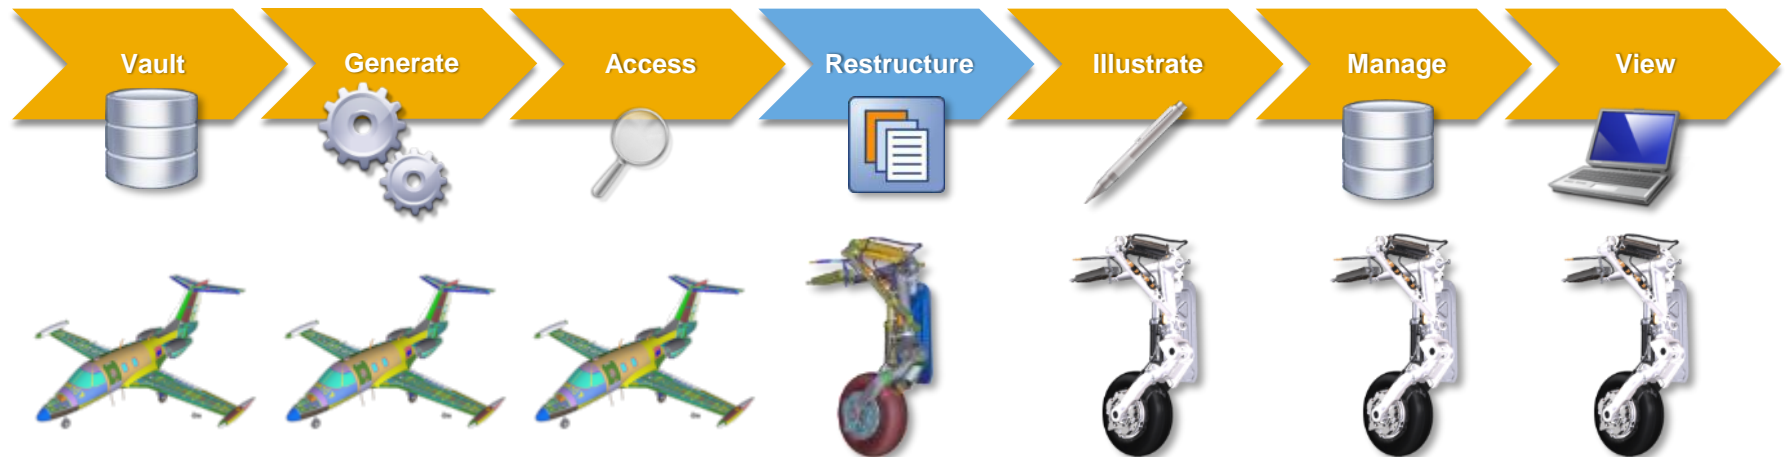 Vault
Generate
Access
Restructure
Illustrate
Manage
View